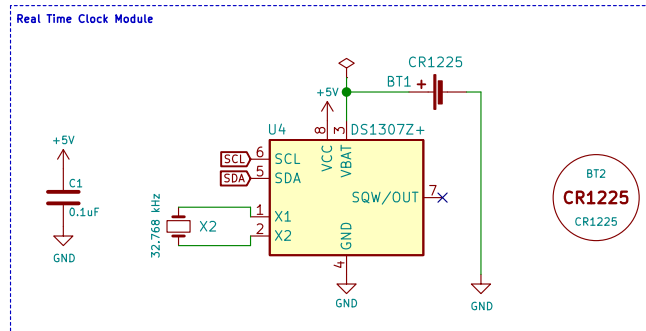 Real Time Clock Module
CR1225
BT1 +
+5V
U4
DS1307Z+
8
3
VCC
VBAT
+5V
SCL
6
SCL
SDA
5
SDA
C1
0.1uF
GND
32.768 kHz
X2
1
X1
2
X2
SQW/OUT
7
GND
4
GND
GND
BT2
CR1225
CR1225